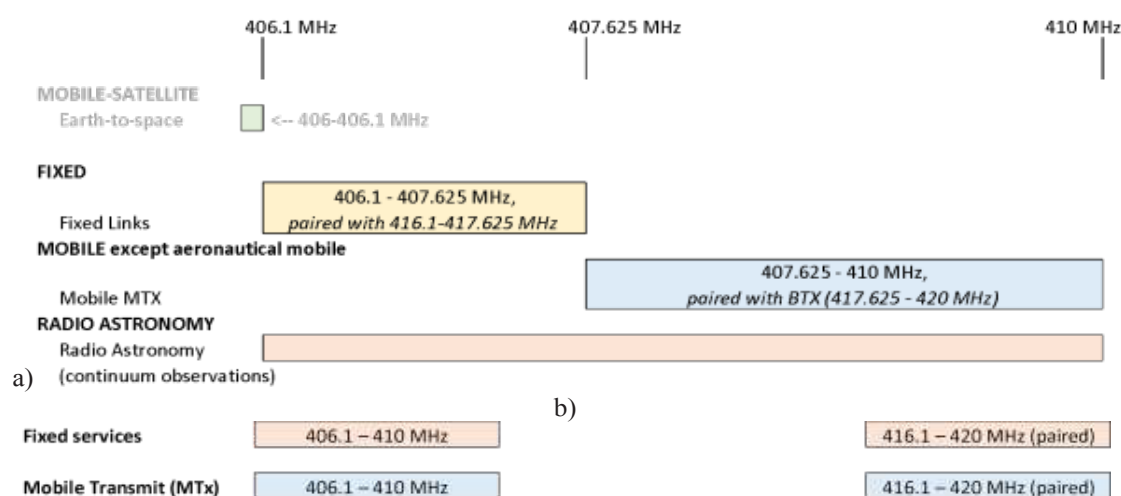 406.1 MHz 407.625 MHz 410 MHz
MOBILE-SATELLITE
Earth-to-space <-- 406-406.1 MHz
FIXED
406.1 - 407.625 MHz,
Fixed Links paired with 416.1-417.625 MHz
MOBILE except aeronautical mobile
407.625 - 410 MHz,
Mobile MTX paired with BTX (417.625 - 420 MHz)
RADIO ASTRONOMY
Radio Astronomy
a) (continuum observations)
b)
Fixed services 406.1 – 410 MHz 416.1 – 420 MHz (paired)
Mobile Transmit (MTx) 406.1 – 410 MHz 416.1 – 420 MHz (paired)